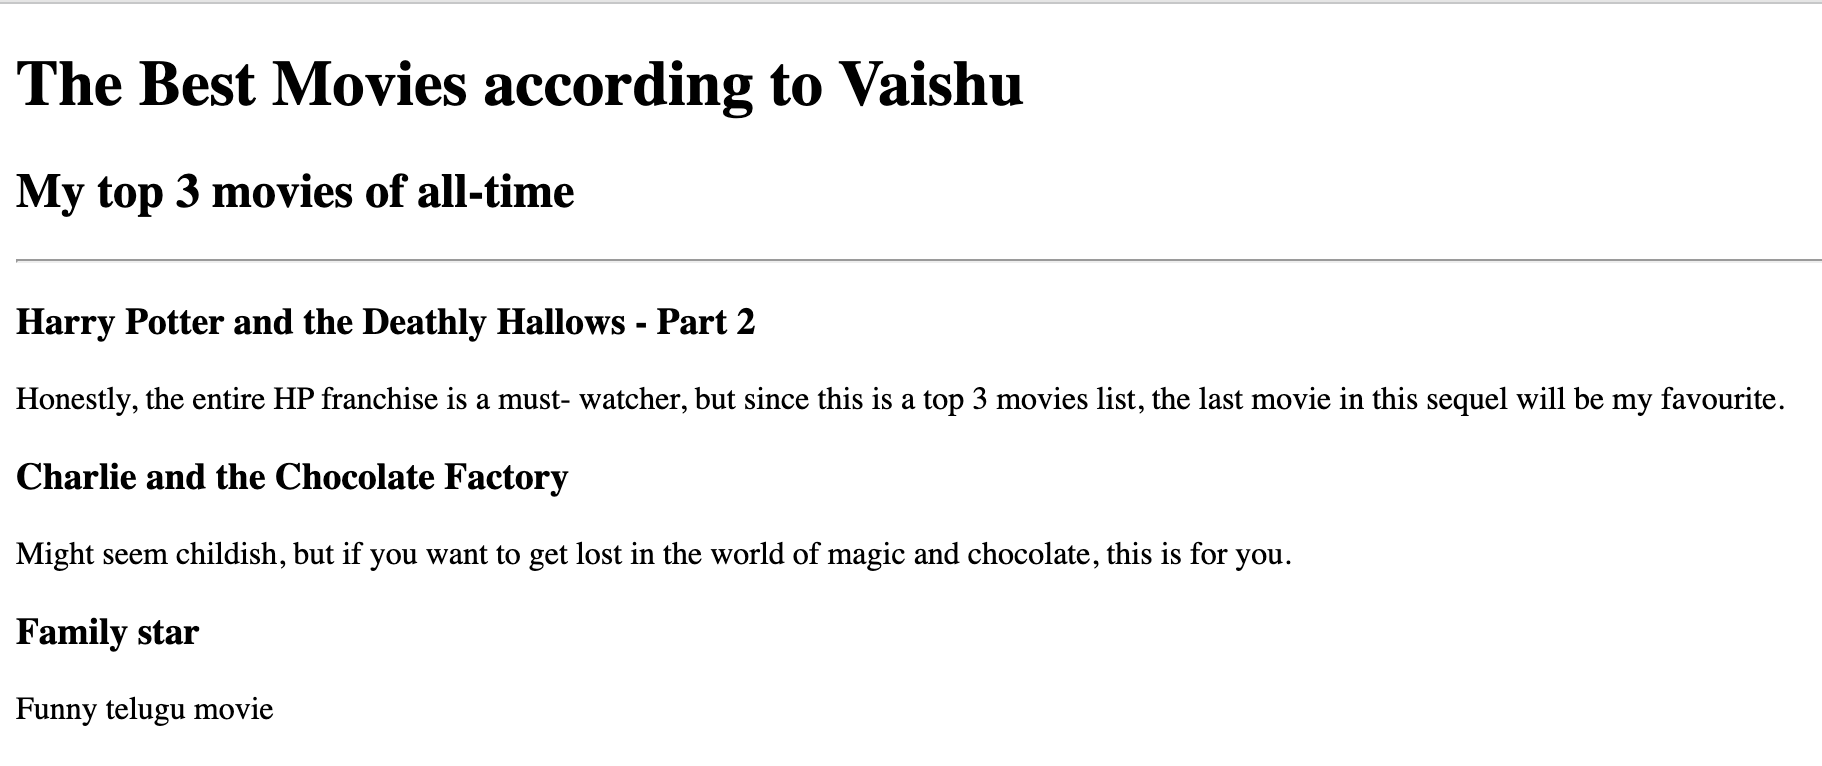 The Best Movies according to Vaishu
My top 3 movies of all-time
Harry Potter and the Deathly Hallows - Part 2
Honestly, the entire HP franchise is a must- watcher, but since this is a top 3 movies list, the last movie in this sequel will be my favourite.
Charlie and the Chocolate Factory
Might seem childish, but if you want to get lost in the world of magic and chocolate, this is for you.
Family star
Funny telugu movie